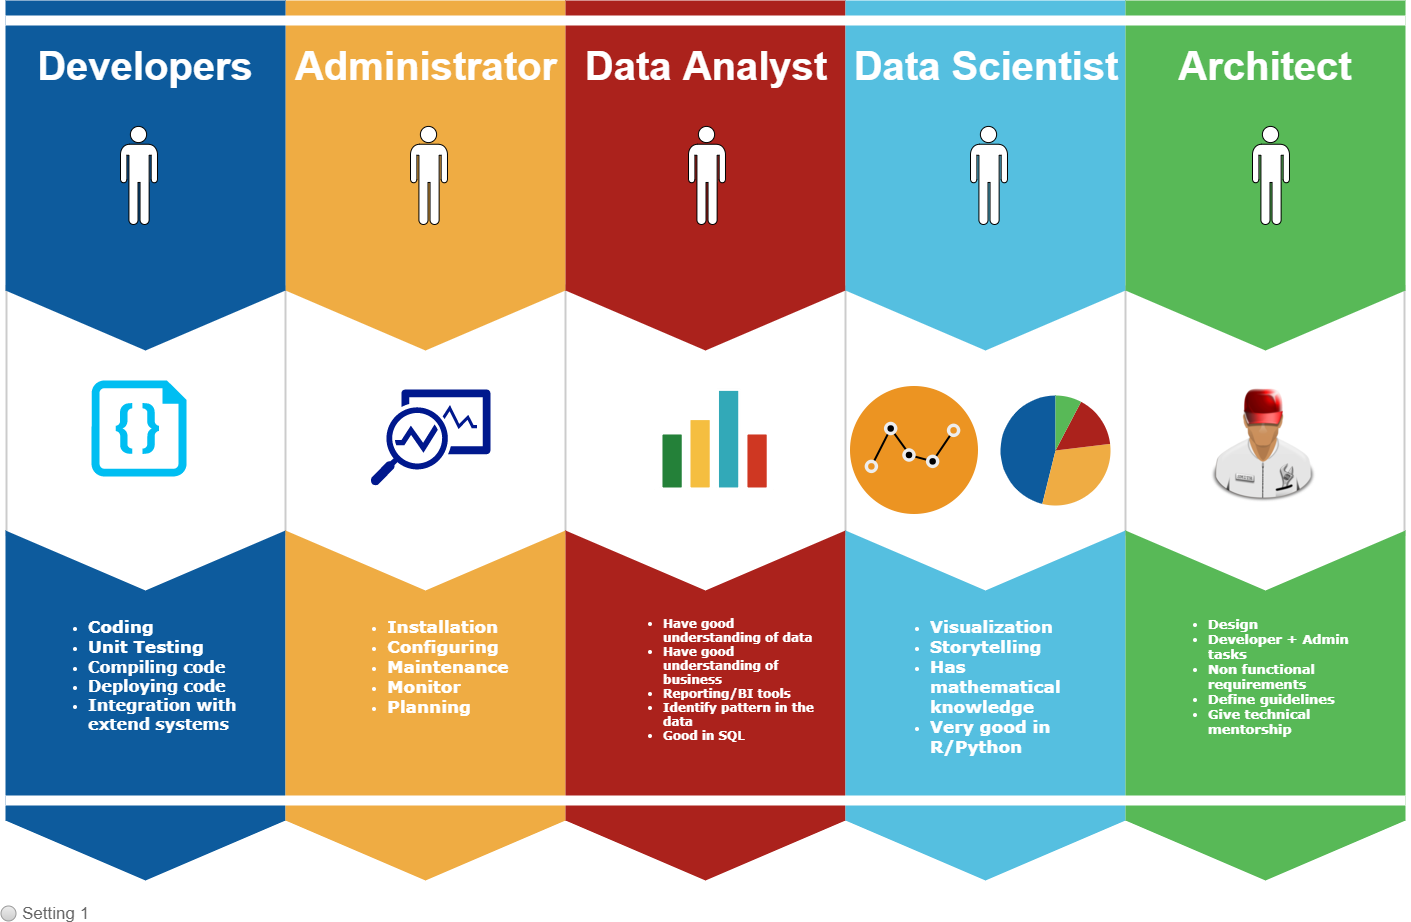 Developers
Administrator
Data Analyst
Data Scientist
Architect
Coding
Unit Testing
Compiling code
Deploying code
Integration with
extend systems
Installation
Configuring
Maintenance
Monitor
Planning
Have good
understanding of data
Have good
understanding of
business
Reporting/BI tools
Identify pattern in the
data
Good in SQL
Visualization
Storytelling
Has
mathematical
knowledge
Very good in
R/Python
Design
Developer + Admin
tasks
Non functional
requirements
Define guidelines
Give technical
mentorship
Setting 1